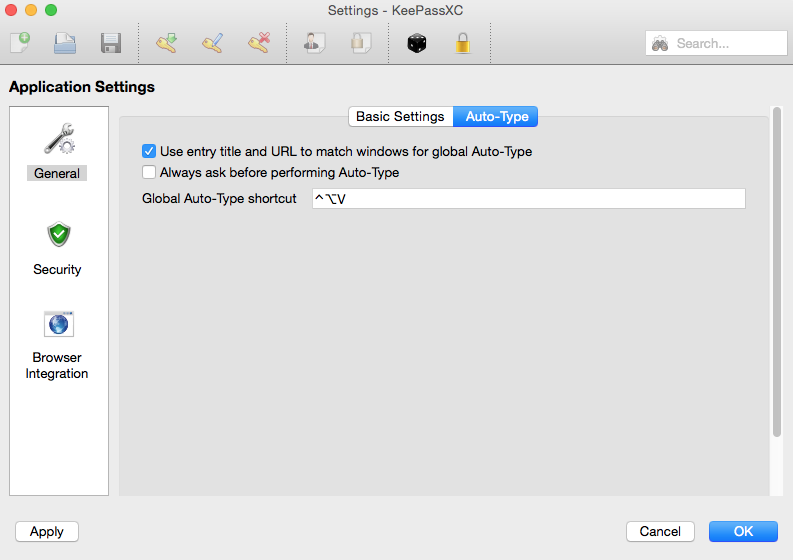 Settings - KeePassXC
Search...
Application Settings
Basic Settings
Auto-Type
General
Security
Browser
Integration
Use entry title and URL to match windows for global Auto-Type
Always ask before performing Auto-Type
Global Auto-Type shortcut
^⌥V
Apply
Cancel
OK